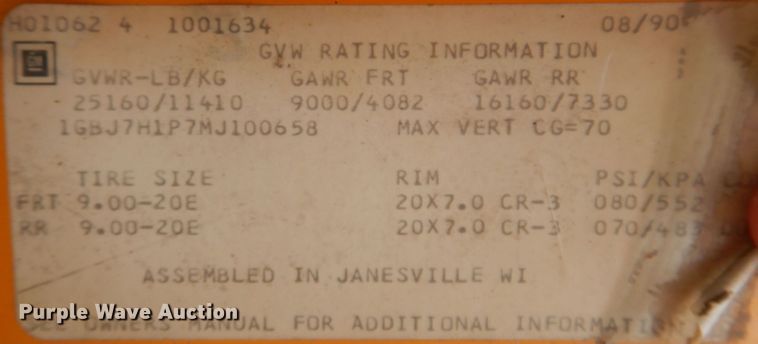 H01062 4 1001634 08/90
GVW RATING INFORMATION
GM
GVWR-LB/KG GAWR FRT GAWR RR
25160/11410 9000/4082 16160/7330
1GBJ7H1P7MJ100658 MAX VERT CG=70
TIRE SIZE RIM PSI/KPA
FRT 9.00-20E 20X7.0 CR-3 080/552
RR 9.00-20E 20X7.0 CR-3 070/483
ASSEMBLED IN JANESVILLE WI
Purple Wave Auction
SEE OWNERS MANUAL FOR ADDITIONAL INFORMATION